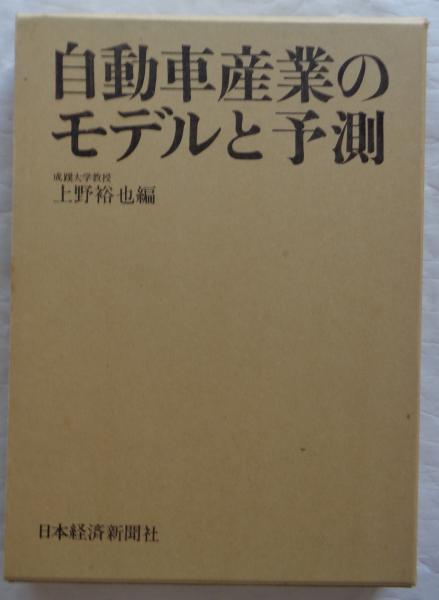 自動車産業の
モデルと予測
成蹊大学教授
上野裕也編
日本経済新聞社